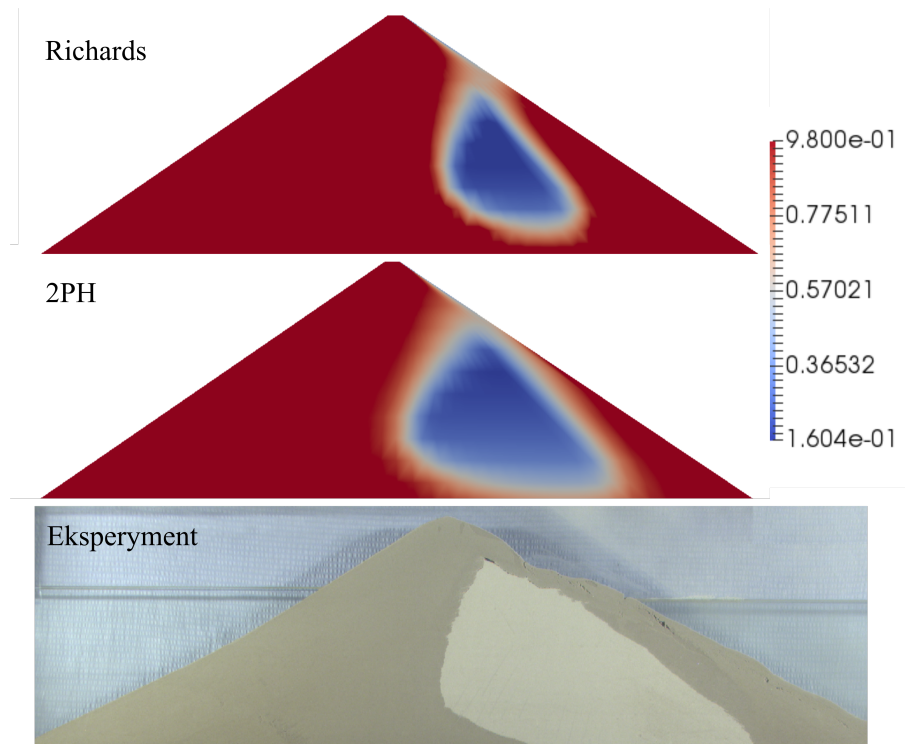 Richards
9.800e-01
0.77511
0.57021
0.36532
1.604e-01
2PH
Eksperyment